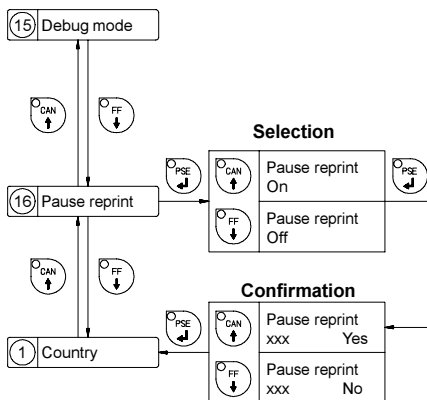 15 Debug mode
CAN FF
Selection
PSE CAN Pause reprint
On PSE
16 Pause reprint
FF Pause reprint
Off
CAN FF
Confirmation
PSE CAN Pause reprint
xxx Yes
1 Country
FF Pause reprint
xxx No